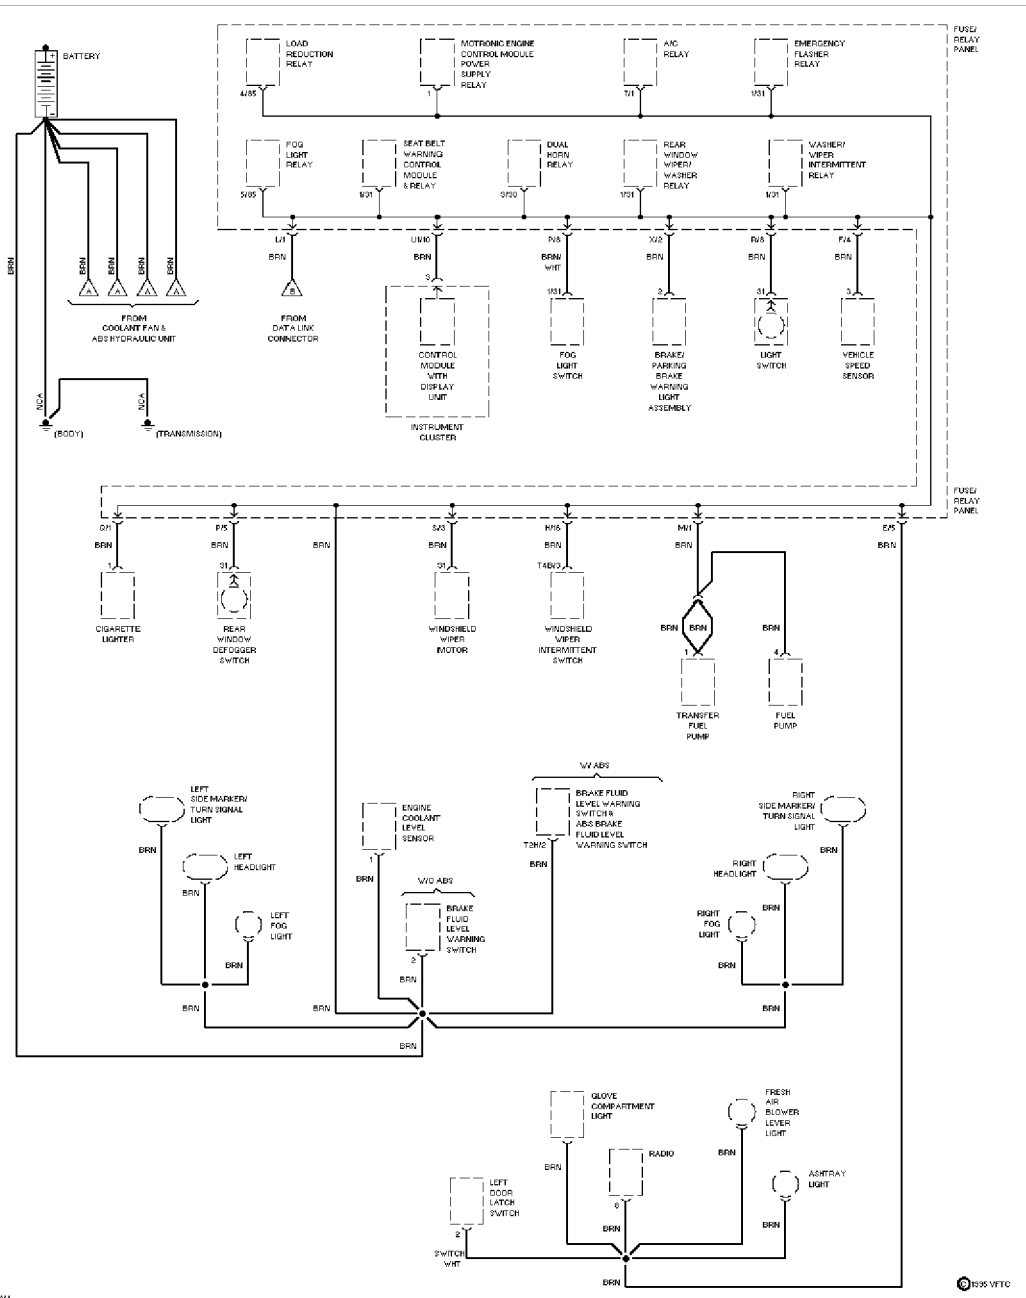 BATTERY
LOAD
REDUCTION
RELAY
4/85
MOTRONIC ENGINE
CONTROL MODULE
POWER
SUPPLY
RELAY
1
A/C
RELAY
T/1
EMERGENCY
FLASHER
RELAY
1/31
FUSE/
RELAY
PANEL
FOG
LIGHT
RELAY
5/85
SEAT BELT
WARNING
CONTROL
MODULE
& RELAY
1/31
DUAL
HORN
RELAY
3/30
REAR
WINDOW
WIPER/
WASHER
RELAY
1/31
WASHER/
WIPER
INTERMITTENT
RELAY
1/31
L/1
U1/10
P/8
X/2
R/8
F/4
BRN
BRN
BRN/
WHT
BRN
BRN
BRN
BRN
BRN
BRN
BRN
BRN
A
A
A
A
B
3
1/31
2
31
3
FROM
COOLANT FAN &
ABS HYDRAULIC UNIT
FROM
DATA LINK
CONNECTOR
CONTROL
MODULE
WITH
DISPLAY
UNIT
INSTRUMENT
CLUSTER
FOG
LIGHT
SWITCH
BRAKE/
PARKING
BRAKE
WARNING
LIGHT
ASSEMBLY
LIGHT
SWITCH
VEHICLE
SPEED
SENSOR
NCA
NCA
(BODY)
(TRANSMISSION)
FUSE/
RELAY
PANEL
P/5
S/3
H/16
M/1
E/5
BRN
BRN
BRN
BRN
BRN
BRN
BRN
1
31
31
T4B/3
CIGARETTE
LIGHTER
REAR
WINDOW
DEFOGGER
SWITCH
WINDSHIELD
WIPER
MOTOR
WINDSHIELD
WIPER
INTERMITTENT
SWITCH
BRN
BRN
BRN
1
4
TRANSFER
FUEL
PUMP
FUEL
PUMP
LEFT
SIDE MARKER/
TURN SIGNAL
LIGHT
BRN
LEFT
HEADLIGHT
BRN
LEFT
FOG
LIGHT
BRN
BRN
ENGINE
COOLANT
LEVEL
SENSOR
1
BRN
W/O ABS
BRAKE
FLUID
LEVEL
WARNING
SWITCH
2
BRN
W/ ABS
BRAKE FLUID
LEVEL WARNING
SWITCH &
ABS BRAKE
FLUID LEVEL
WARNING SWITCH
T2H/2
BRN
RIGHT
SIDE MARKER/
TURN SIGNAL
LIGHT
BRN
RIGHT
HEADLIGHT
BRN
RIGHT
FOG
LIGHT
BRN
BRN
BRN
BRN
GLOVE
COMPARTMENT
LIGHT
BRN
RADIO
8
BRN
FRESH
AIR
BLOWER
LEVER
LIGHT
BRN
ASHTRAY
LIGHT
BRN
LEFT
DOOR
LATCH
SWITCH
2
SWITCH
WHT
BRN
© 1995 VFTC